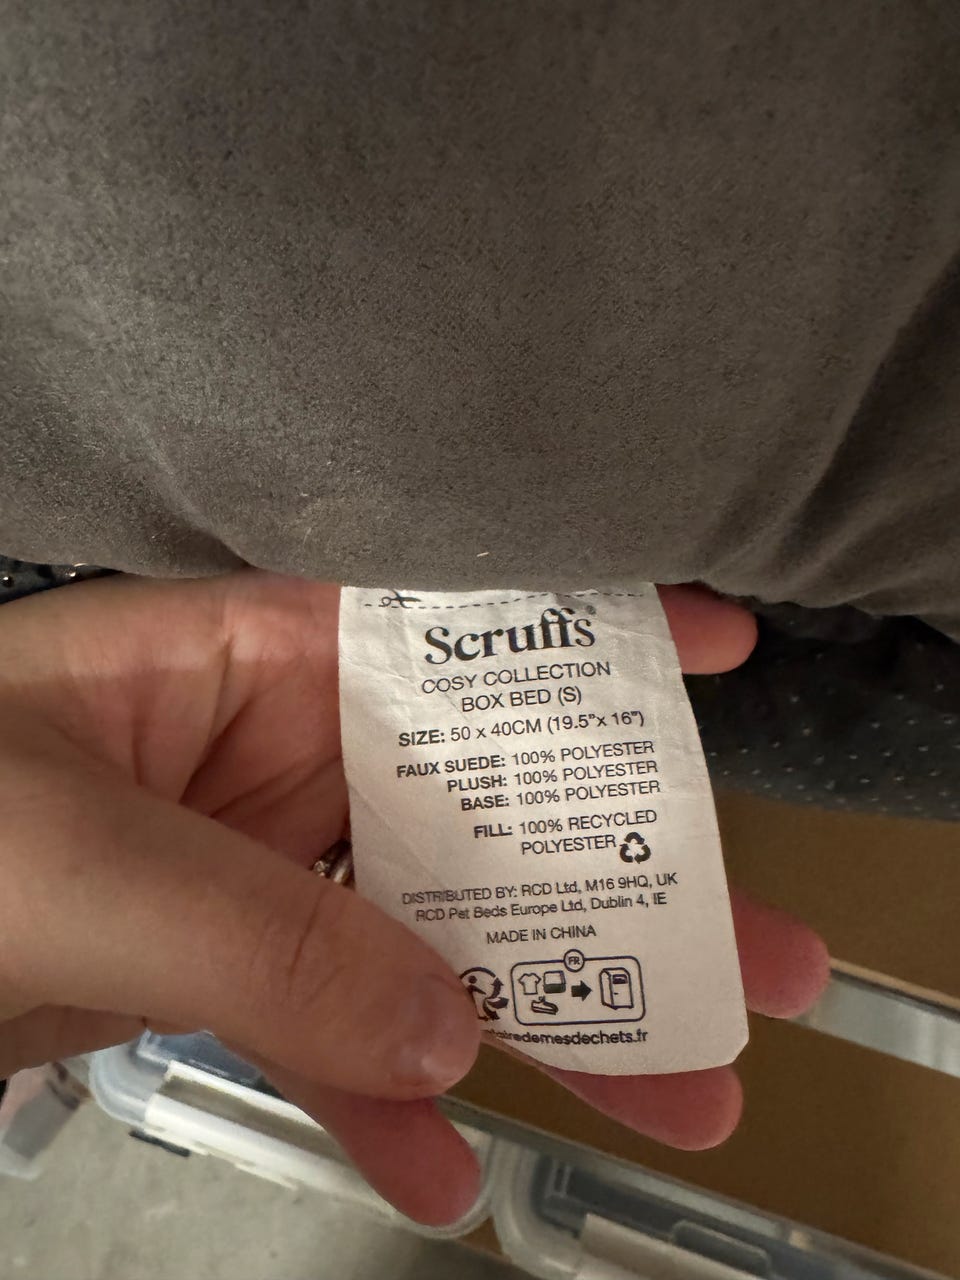 Scruffs®
COSY COLLECTION
BOX BED (S)
SIZE: 50 x 40CM (19.5"x 16")
FAUX SUEDE: 100% POLYESTER
PLUSH: 100% POLYESTER
BASE: 100% POLYESTER
FILL: 100% RECYCLED
POLYESTER
DISTRIBUTED BY: RCD Ltd, M16 9HQ, UK
RCD Pet Beds Europe Ltd, Dublin 4, IE
MADE IN CHINA
FR